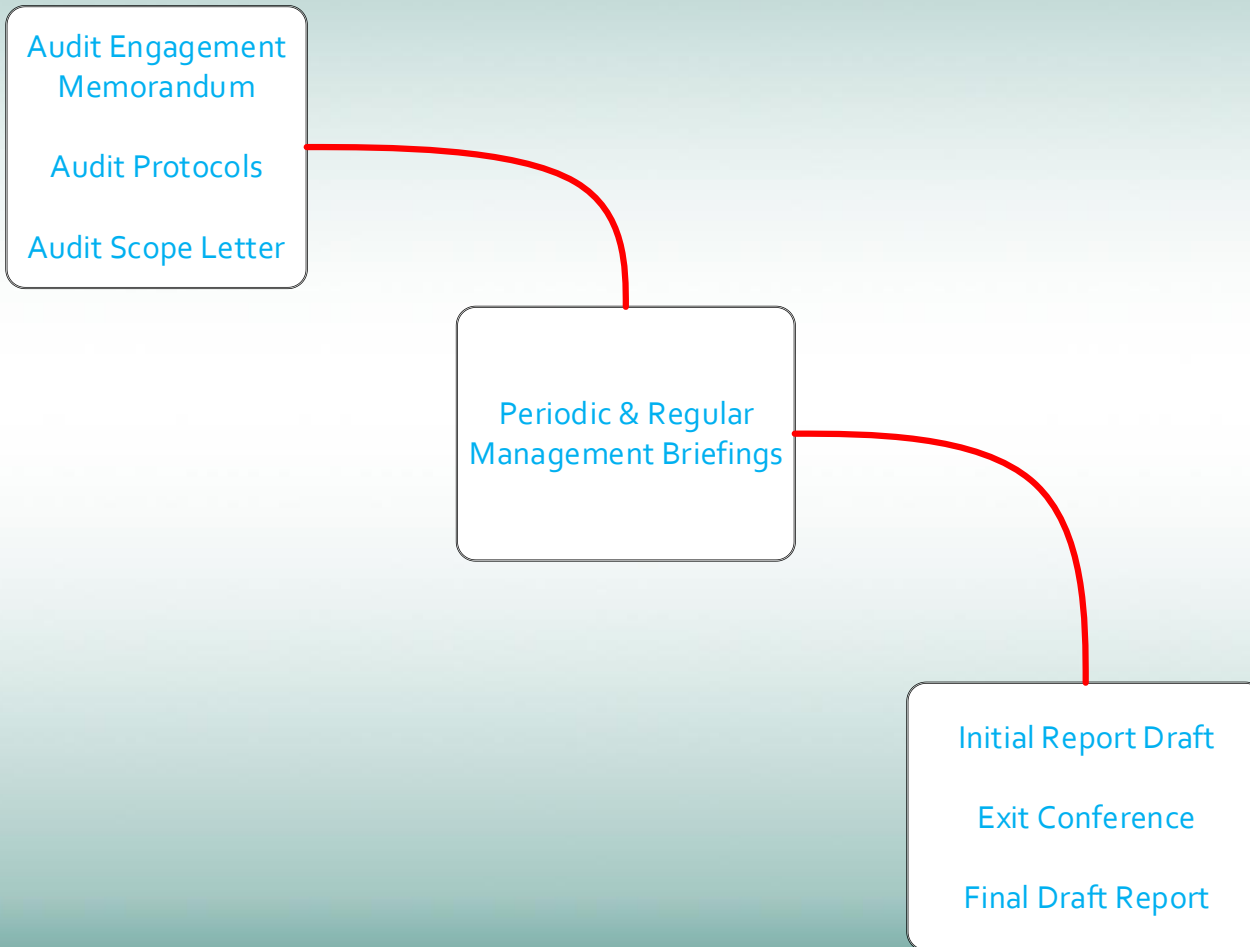 Audit Engagement
Memorandum
Audit Protocols
Audit Scope Letter
Periodic & Regular
Management Briefings
Initial Report Draft
Exit Conference
Final Draft Report